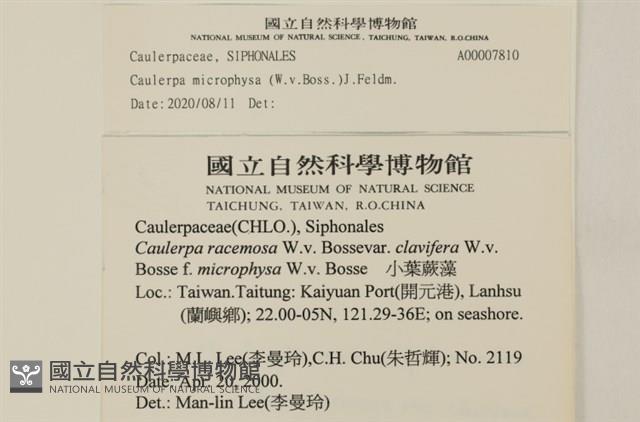 國立自然科學博物館
NATIONAL MUSEUM OF NATURAL SCIENCE, TAICHUNG, TAIWAN, R.O.CHINA
Caulerpaceae, SIPHONALES A00007810
Caulerpa microphysa (W.v.Boss.)J.Feldm.
Date:2020/08/11 Det:
國立自然科學博物館
NATIONAL MUSEUM OF NATURAL SCIENCE
TAICHUNG, TAIWAN, R.O.CHINA
Caulerpaceae(CHLO.), Siphonales
Caulerpa racemosa W.v. Bossevar. clavifera W.v.
Bosse f. microphysa W.v. Bosse 小葉蕨藻
Loc.: Taiwan.Taitung: Kaiyuan Port(開元港), Lanhsu
(蘭嶼鄉); 22.00-05N, 121.29-36E; on seashore.
Col.: M.L. Lee(李曼玲),C.H. Chu(朱哲輝); No. 2119
Date: Apr. 20, 2000.
Det.: Man-lin Lee(李曼玲)
國立自然科學博物館
NATIONAL MUSEUM OF NATURAL SCIENCE